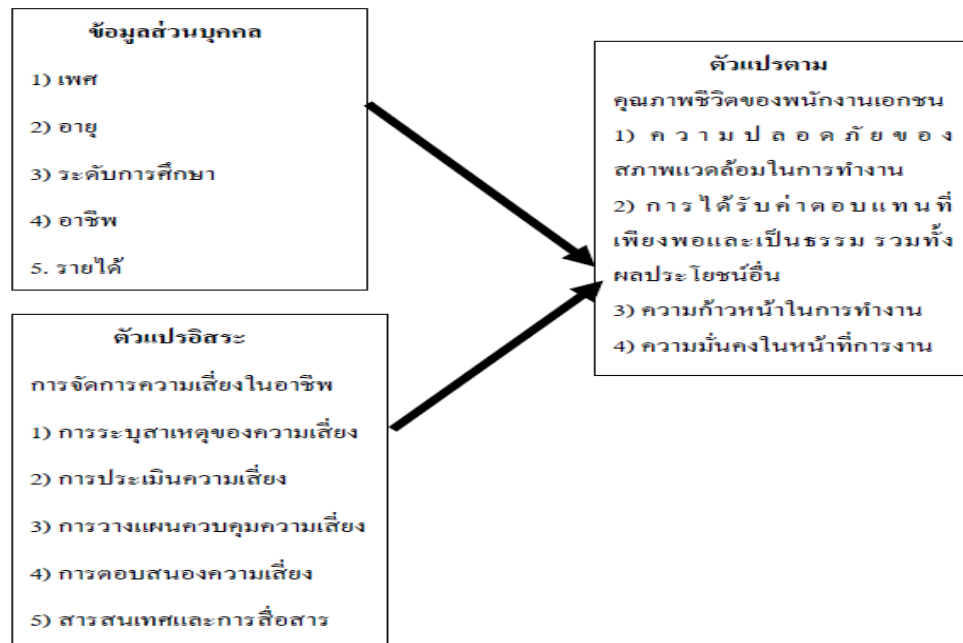 ข้อมูลส่วนบุคคล
1) เพศ
2) อายุ
3) ระดับการศึกษา
4) อาชีพ
5. รายได้
ตัวแปรอิสระ
การจัดการความเสี่ยงในอาชีพ
1) การระบุสาเหตุของความเสี่ยง
2) การประเมินความเสี่ยง
3) การวางแผนควบคุมความเสี่ยง
4) การตอบสนองความเสี่ยง
5) สารสนเทศและการสื่อสาร
ตัวแปรตาม
คุณภาพชีวิตของพนักงานเอกชน
1) ความปลอดภัยของ
สภาพแวดล้อมในการทำงาน
2) การได้รับค่าตอบแทนที่
เพียงพอและเป็นธรรม รวมทั้ง
ผลประโยชน์อื่น
3) ความก้าวหน้าในการทำงาน
4) ความมั่นคงในหน้าที่การงาน